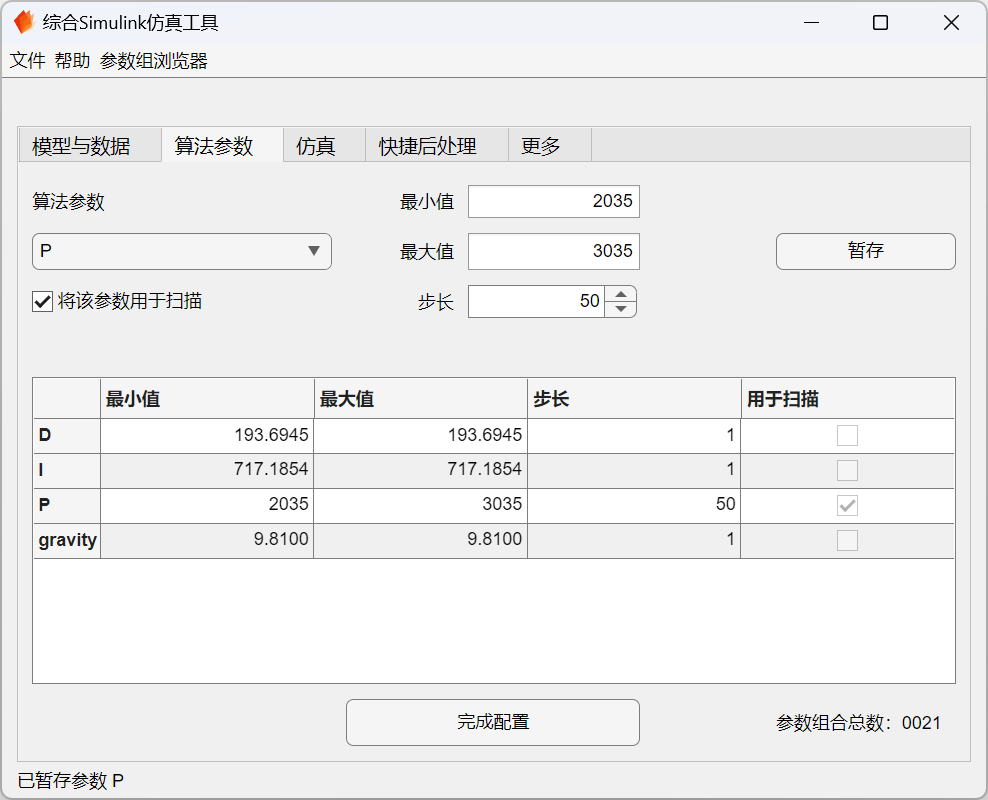 综合Simulink仿真工具
文件 帮助 参数组浏览器
模型与数据 算法参数 仿真 快捷后处理 更多
算法参数 最小值 2035
P 最大值 3035 暂存
将该参数用于扫描 步长 50
最小值 最大值 步长 用于扫描
D 193.6945 193.6945 1
I 717.1854 717.1854 1
P 2035 3035 50
gravity 9.8100 9.8100 1
完成配置 参数组合总数：0021
已暂存参数 P